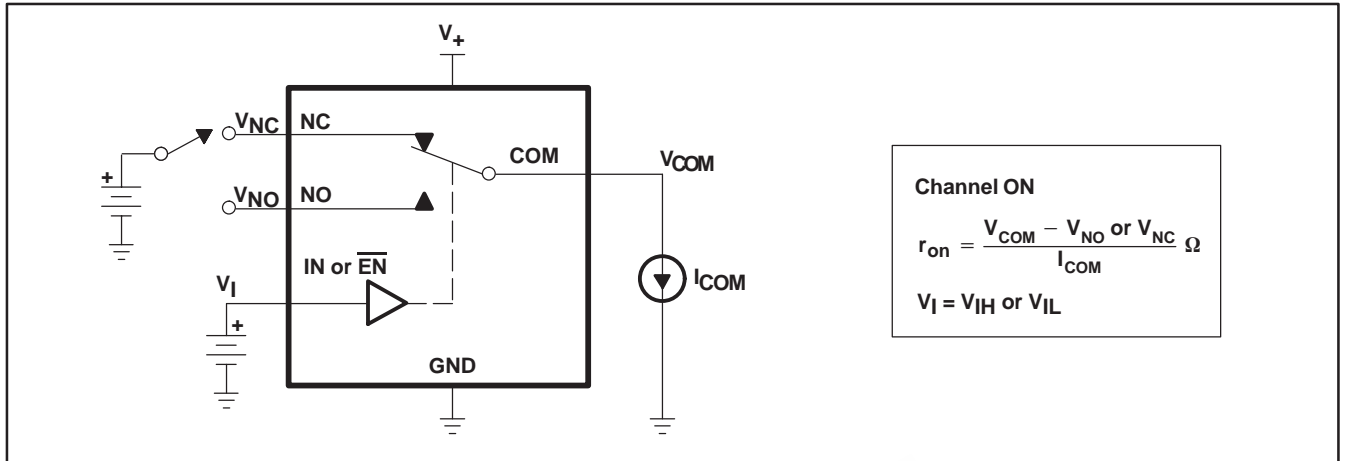 V+
VNC NC
COM
VCOM
+
VNO NO
IN or EN
VI
+
ICOM
GND
Channel ON
ron = VCOM − VNO or VNC / ICOM Ω
VI = VIH or VIL